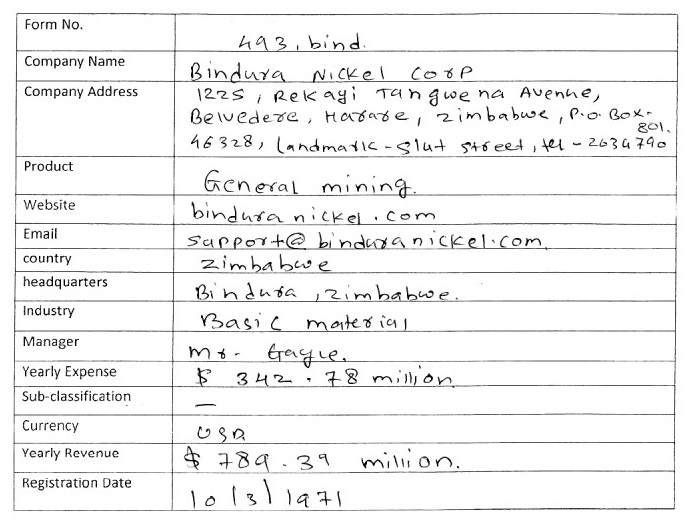 Form No. 493, bind.
Company Name Bindura Nickel Corp
Company Address 1225, Rekayi Tangwena Avenue,
Belvedere, Harare, Zimbabwe, P.o. Box-
801.
46328, Landmark - Slut street, tel - 2634790
Product General mining.
Website binduranickel.com
Email support@binduranickel.com.
country Zimbabwe
headquarters Bindura, Zimbabwe.
Industry Basic material
Manager Mr. Gayle.
Yearly Expense $ 342.78 million
Sub-classification —
Currency USD
Yearly Revenue $ 789.39 million.
Registration Date 10/3/1971